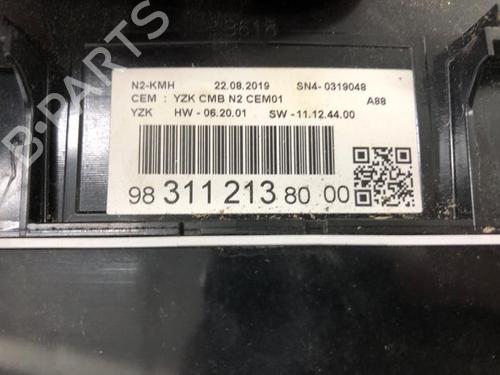 9618
N2-KMH 22.08.2019 SN4- 0319048
CEM : YZK CMB N2 CEM01 A88
YZK HW - 06.20.01 SW - 11.12.44.00
98 311 213 80 00
B-PARTS